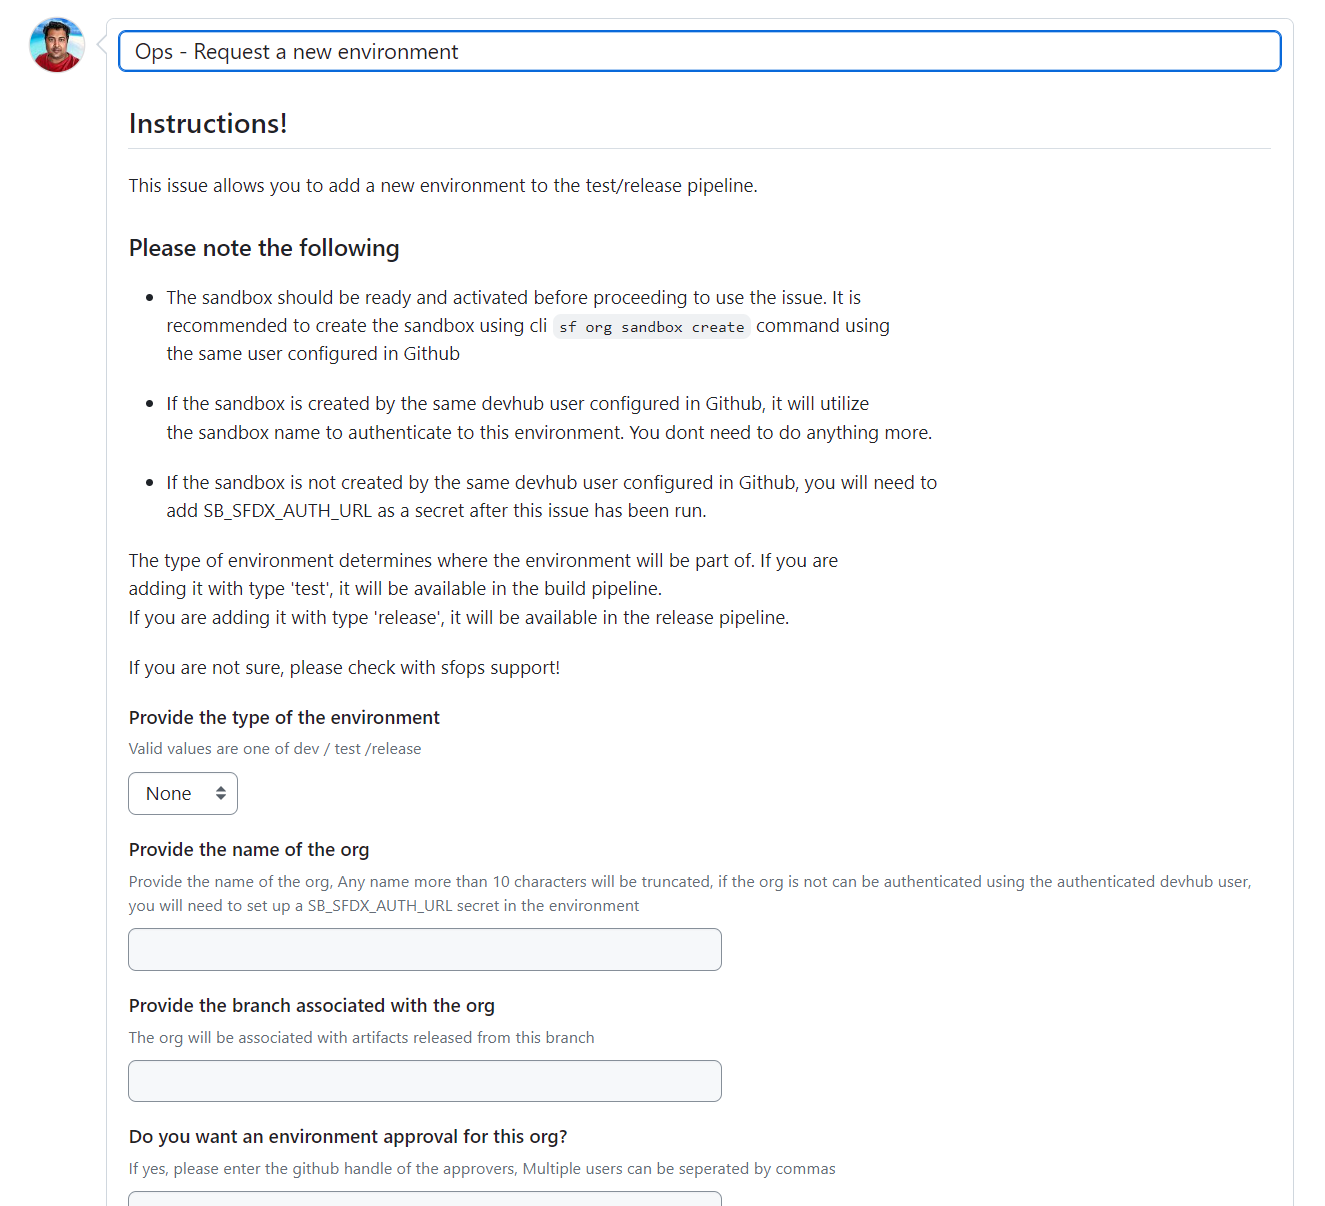 Ops - Request a new environment
Instructions!
This issue allows you to add a new environment to the test/release pipeline.
Please note the following
The sandbox should be ready and activated before proceeding to use the issue. It is
recommended to create the sandbox using cli sf org sandbox create command using
the same user configured in Github
If the sandbox is created by the same devhub user configured in Github, it will utilize
the sandbox name to authenticate to this environment. You dont need to do anything more.
If the sandbox is not created by the same devhub user configured in Github, you will need to
add SB_SFDX_AUTH_URL as a secret after this issue has been run.
The type of environment determines where the environment will be part of. If you are
adding it with type 'test', it will be available in the build pipeline.
If you are adding it with type 'release', it will be available in the release pipeline.
If you are not sure, please check with sfops support!
Provide the type of the environment
Valid values are one of dev / test /release
None
Provide the name of the org
Provide the name of the org, Any name more than 10 characters will be truncated, if the org is not can be authenticated using the authenticated devhub user,
you will need to set up a SB_SFDX_AUTH_URL secret in the environment
Provide the branch associated with the org
The org will be associated with artifacts released from this branch
Do you want an environment approval for this org?
If yes, please enter the github handle of the approvers, Multiple users can be seperated by commas